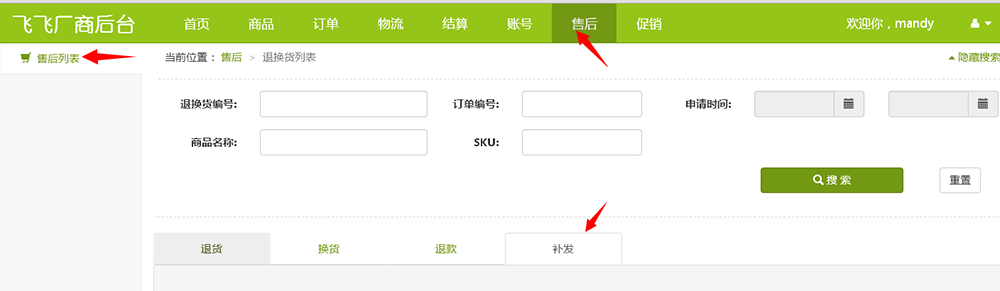 飞飞厂商后台 首页 商品 订单 物流 结算 账号 售后 促销 欢迎你，mandy
售后列表 当前位置： 售后 > 退换货列表 隐藏搜索
退换货编号: 订单编号: 申请时间:
商品名称: SKU:
搜 索 重置
退货 换货 退款 补发